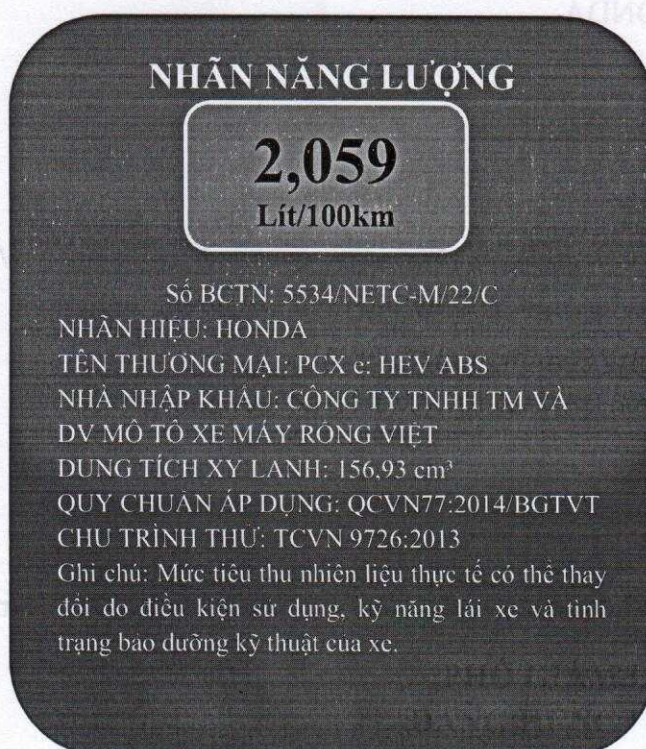 NHÃN NĂNG LƯỢNG
2,059
Lít/100km
Số BCTN: 5534/NETC-M/22/C
NHÃN HIỆU: HONDA
TÊN THƯƠNG MẠI: PCX e: HEV ABS
NHÀ NHẬP KHẨU: CÔNG TY TNHH TM VÀ
DV MÔ TÔ XE MÁY RỒNG VIỆT
DUNG TÍCH XY LANH: 156,93 cm³
QUY CHUẨN ÁP DỤNG: QCVN77:2014/BGTVT
CHU TRÌNH THỬ: TCVN 9726:2013
Ghi chú: Mức tiêu thụ nhiên liệu thực tế có thể thay
đổi do điều kiện sử dụng, kỹ năng lái xe và tình
trạng bảo dưỡng kỹ thuật của xe.